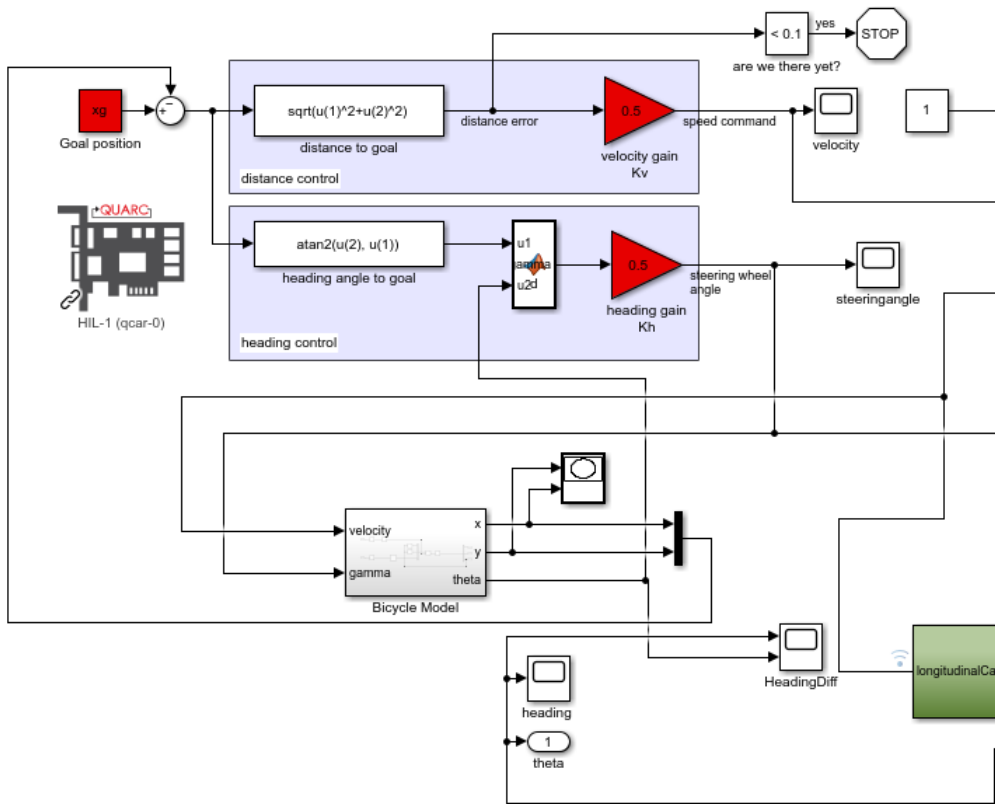 < 0.1
yes
STOP
are we there yet?
xg
Goal position
sqrt(u(1)^2+u(2)^2)
distance to goal
distance error
0.5
velocity gain
Kv
speed command
velocity
1
distance control
QUARC
HIL-1 (qcar-0)
atan2(u(2), u(1))
heading angle to goal
u1
u2
0.5
heading gain
Kh
steering wheel
angle
steeringangle
heading control
velocity
gamma
x
y
theta
Bicycle Model
HeadingDiff
longitudinalCa
heading
1
theta